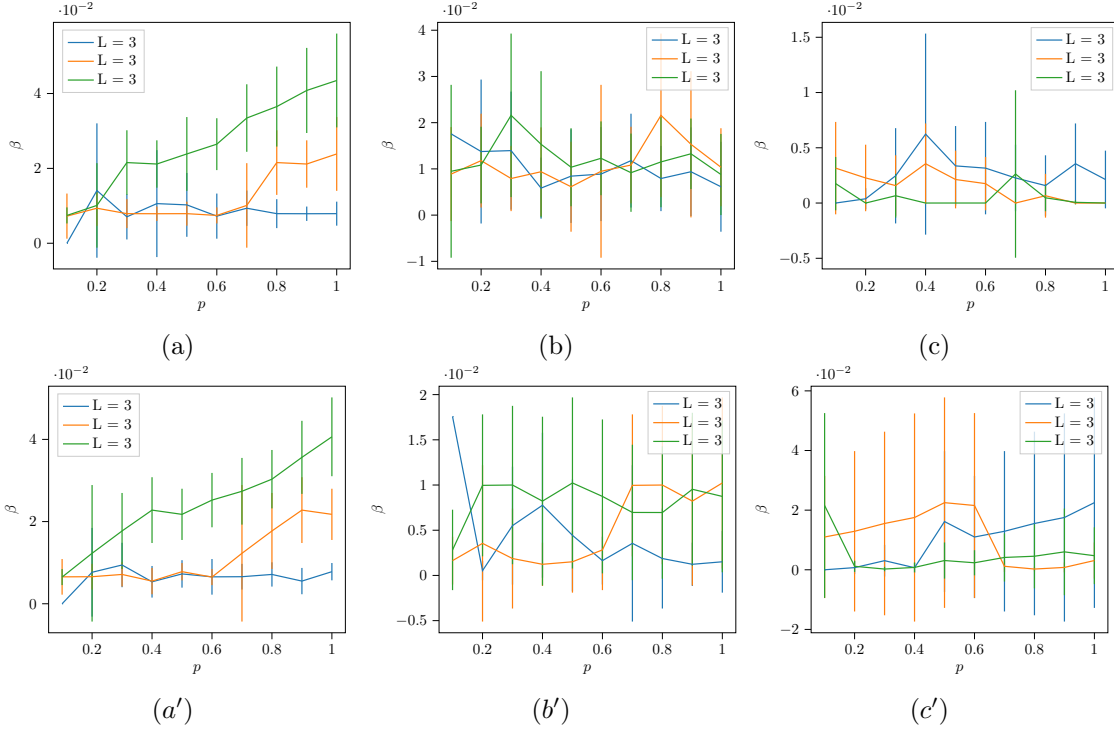 ·10⁻²
L = 3
L = 3
L = 3
4
2
0
β
0.2 0.4 0.6 0.8 1
p
(a)
·10⁻²
L = 3
L = 3
L = 3
4
3
2
1
0
−1
β
0.2 0.4 0.6 0.8 1
p
(b)
·10⁻²
L = 3
L = 3
L = 3
1.5
1
0.5
0
−0.5
β
0.2 0.4 0.6 0.8 1
p
(c)
·10⁻²
L = 3
L = 3
L = 3
4
2
0
β
0.2 0.4 0.6 0.8 1
p
(a′)
·10⁻²
L = 3
L = 3
L = 3
2
1.5
1
0.5
0
−0.5
β
0.2 0.4 0.6 0.8 1
p
(b′)
·10⁻²
L = 3
L = 3
L = 3
6
4
2
0
−2
β
0.2 0.4 0.6 0.8 1
p
(c′)